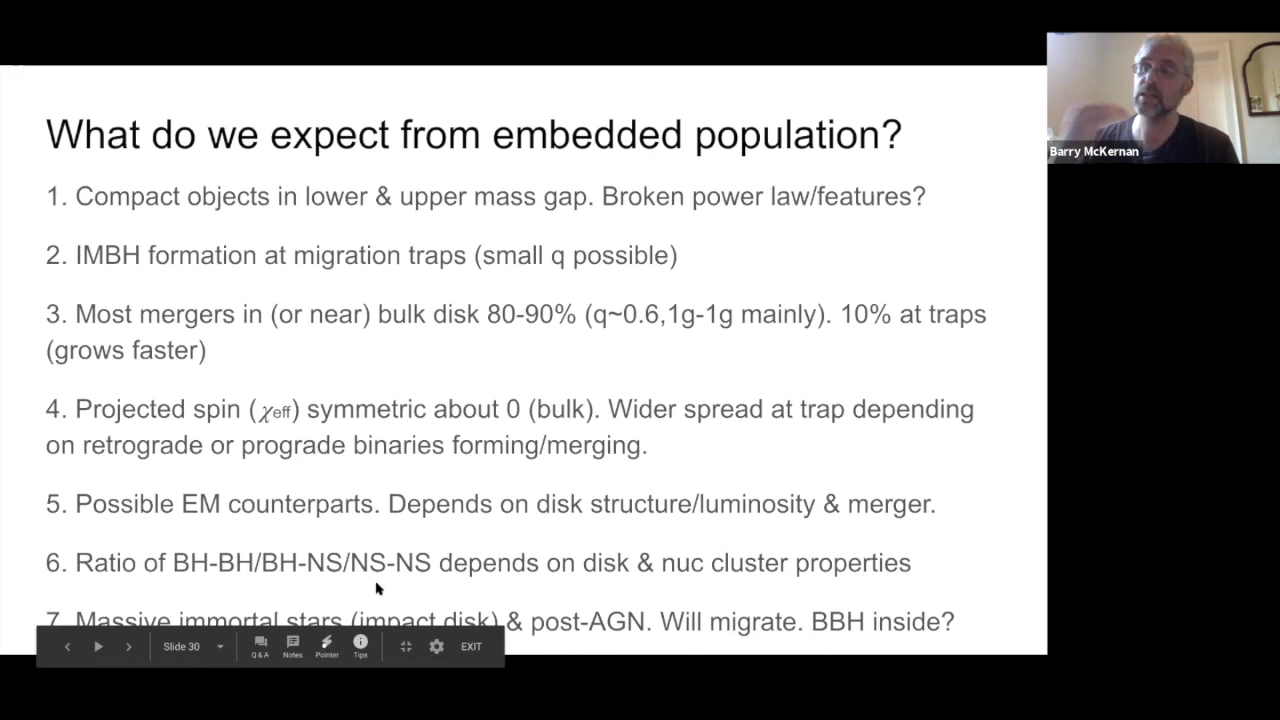 What do we expect from embedded population?
1. Compact objects in lower & upper mass gap. Broken power law/features?
2. IMBH formation at migration traps (small q possible)
3. Most mergers in (or near) bulk disk 80-90% (q~0.6,1g-1g mainly). 10% at traps
(grows faster)
4. Projected spin (χeff) symmetric about 0 (bulk). Wider spread at trap depending
on retrograde or prograde binaries forming/merging.
5. Possible EM counterparts. Depends on disk structure/luminosity & merger.
6. Ratio of BH-BH/BH-NS/NS-NS depends on disk & nuc cluster properties
7. Massive immortal stars (impact disk) & post-AGN. Will migrate. BBH inside?
Slide 30
Q & A
Notes
Pointer
Tips
EXIT
Barry McKernan